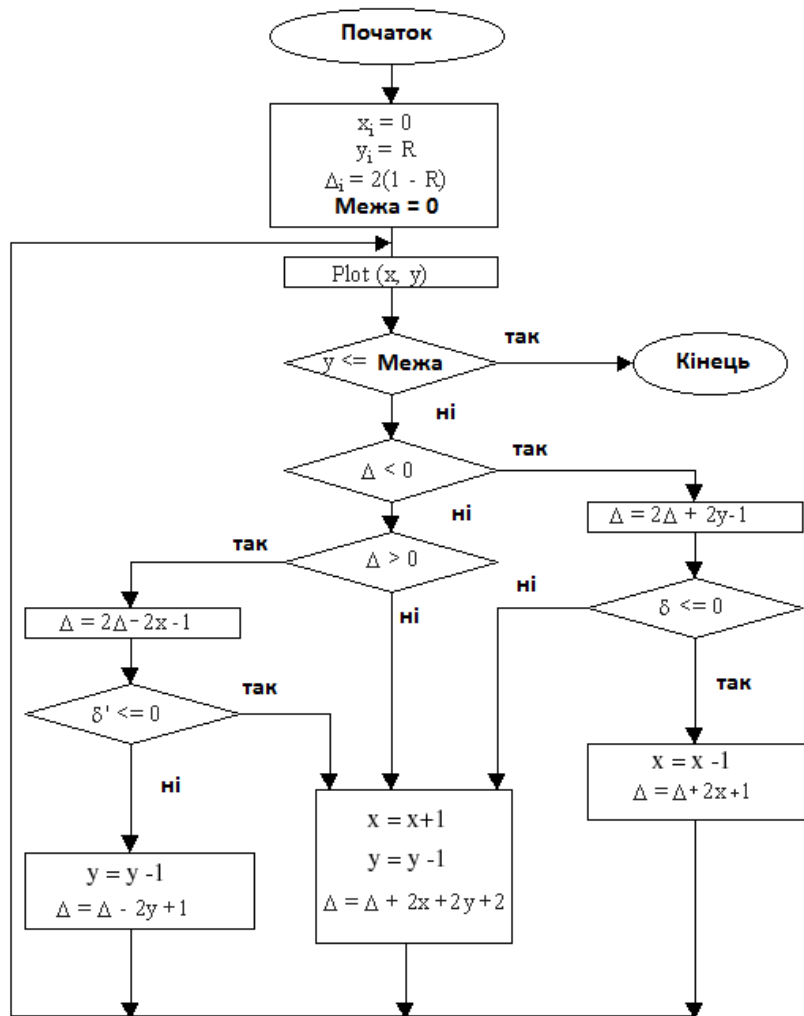 Початок
xᵢ = 0
yᵢ = R
Δᵢ = 2(1 - R)
Межа = 0
Plot (x, y)
y <= Межа
так
Кінець
ні
Δ < 0
так
ні
Δ = 2Δ + 2y-1
так
Δ > 0
ні
ні
δ <= 0
Δ = 2Δ-2x-1
так
δ' <= 0
так
ні
x = x -1
Δ = Δ+2x+1
x = x+1
y = y -1
Δ = Δ + 2x+2y+2
y = y -1
Δ = Δ - 2y+1